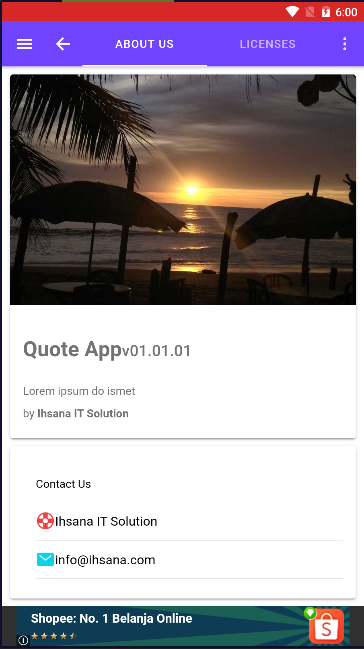 6:00
ABOUT US LICENSES
Quote Appv01.01.01
Lorem ipsum do ismet
by Ihsana IT Solution
Contact Us
Ihsana IT Solution
info@ihsana.com
Shopee: No. 1 Belanja Online
S